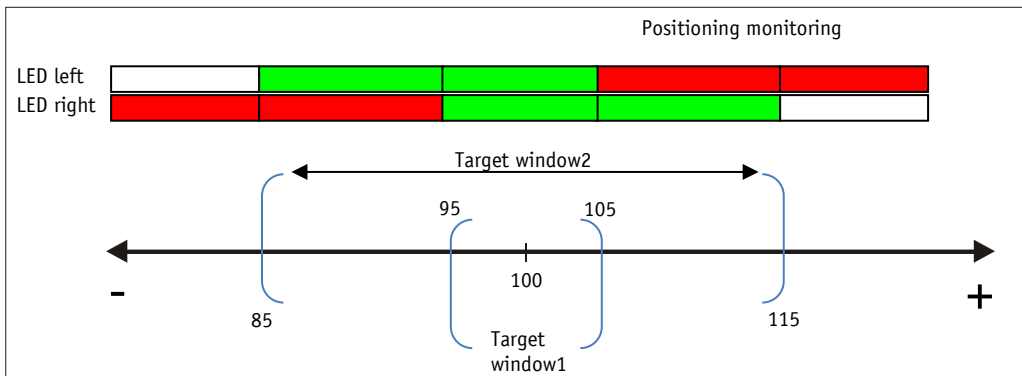 Positioning monitoring
LED left
LED right
Target window2
95
105
100
-
+
85
115
Target
window1